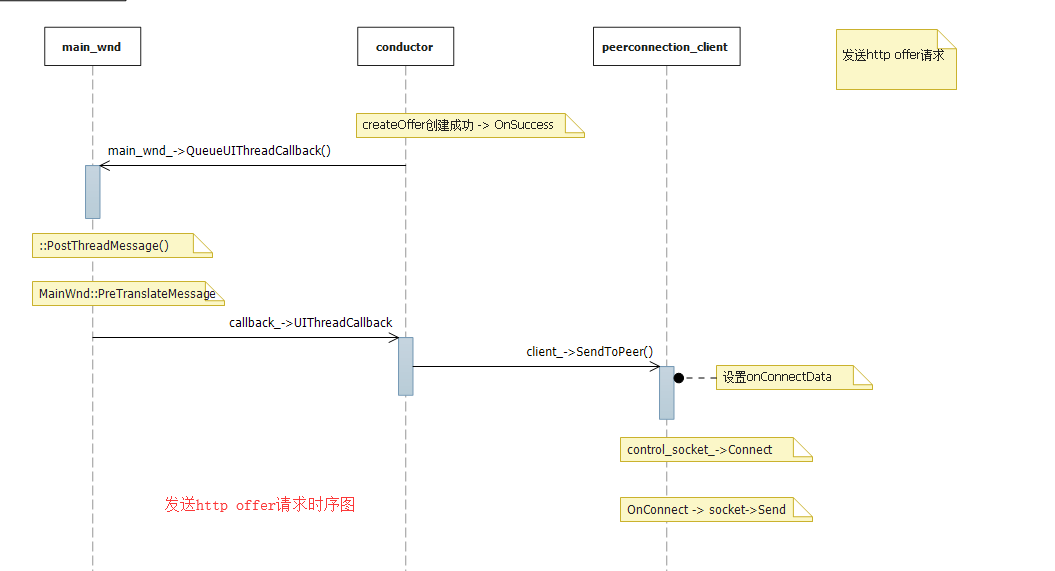 main_wnd
conductor
peerconnection_client
发送http offer请求
createOffer创建成功 -> OnSuccess
main_wnd_->QueueUIThreadCallback()
::PostThreadMessage()
MainWnd::PreTranslateMessage
callback_->UIThreadCallback
client_->SendToPeer()
设置onConnectData
control_socket_->Connect
发送http offer请求时序图
OnConnect -> socket->Send